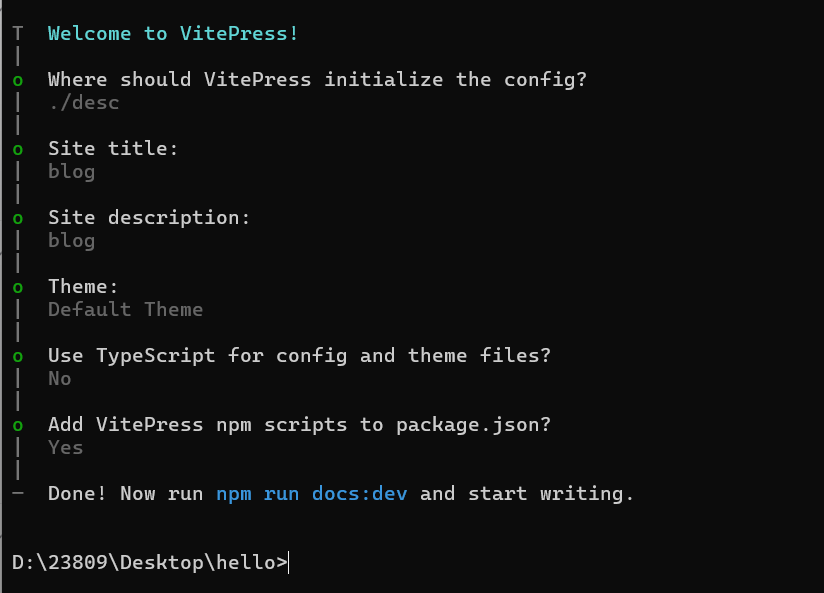 T  Welcome to VitePress!
|
o  Where should VitePress initialize the config?
|  ./desc
|
o  Site title:
|  blog
|
o  Site description:
|  blog
|
o  Theme:
|  Default Theme
|
o  Use TypeScript for config and theme files?
|  No
|
o  Add VitePress npm scripts to package.json?
|  Yes
|
—  Done! Now run npm run docs:dev and start writing.
D:\23809\Desktop\hello>